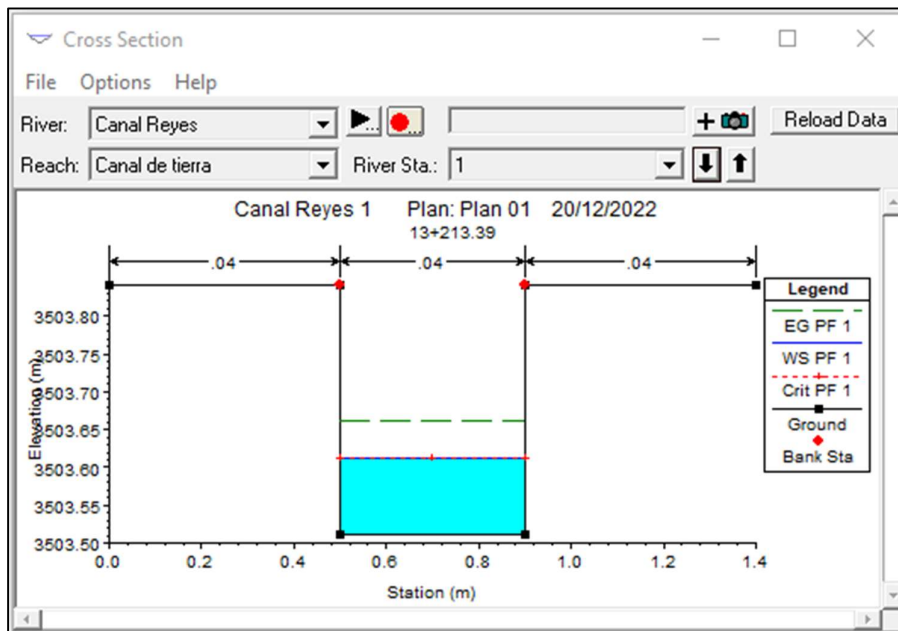 Cross Section
File Options Help
River: Canal Reyes Reload Data
Reach: Canal de tierra River Sta.: 1
Canal Reyes 1 Plan: Plan 01 20/12/2022
13+213.39
.04 .04 .04
Legend
EG PF 1
WS PF 1
Crit PF 1
Ground
Bank Sta
Elevation (m)
3503.80
3503.75
3503.70
3503.65
3503.60
3503.55
3503.50
0.0 0.2 0.4 0.6 0.8 1.0 1.2 1.4
Station (m)